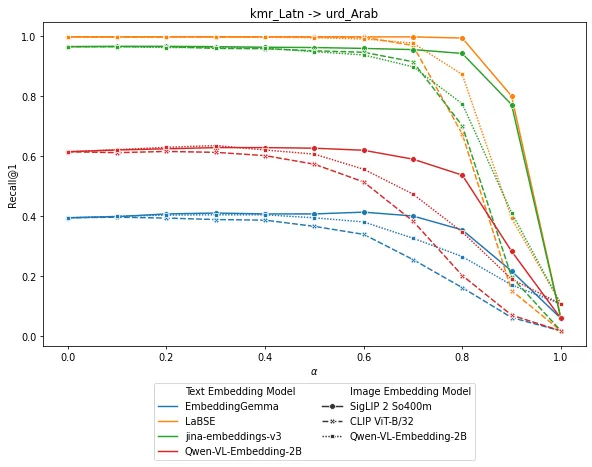 kmr_Latn -> urd_Arab
Recall@1
1.0
0.8
0.6
0.4
0.2
0.0
0.0 0.2 0.4 0.6 0.8 1.0
α
Text Embedding Model Image Embedding Model
EmbeddingGemma SigLIP 2 So400m
LaBSE CLIP ViT-B/32
jina-embeddings-v3 Qwen-VL-Embedding-2B
Qwen-VL-Embedding-2B